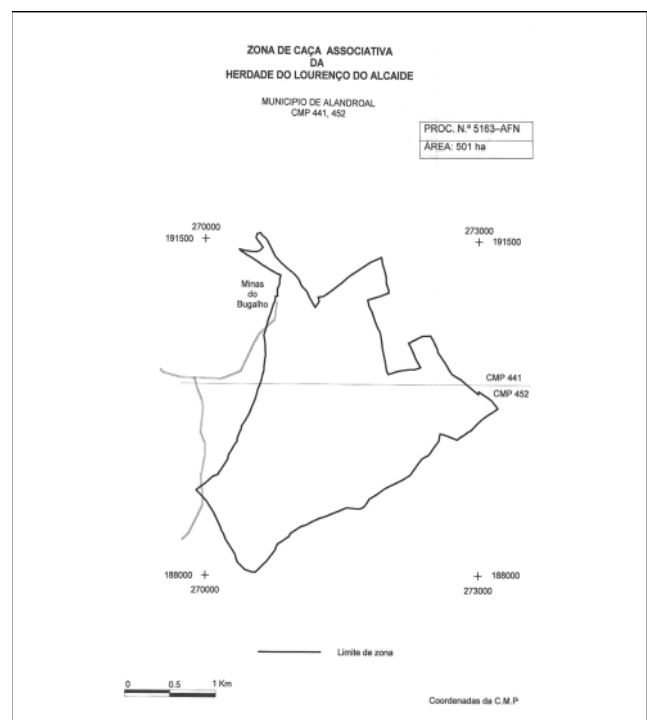 ZONA DE CAÇA ASSOCIATIVA
DA
HERDADE DO LOURENÇO DO ALCAIDE
MUNICIPIO DE ALANDROAL
CMP 441, 452
PROC. N.º 5163–AFN
ÁREA: 501 ha
270000
191500
273000
191500
Minas
do
Bugalho
CMP 441
CMP 452
188000
270000
188000
273000
Limite de zona
0 0.5 1 Km
Coordenadas da C.M.P